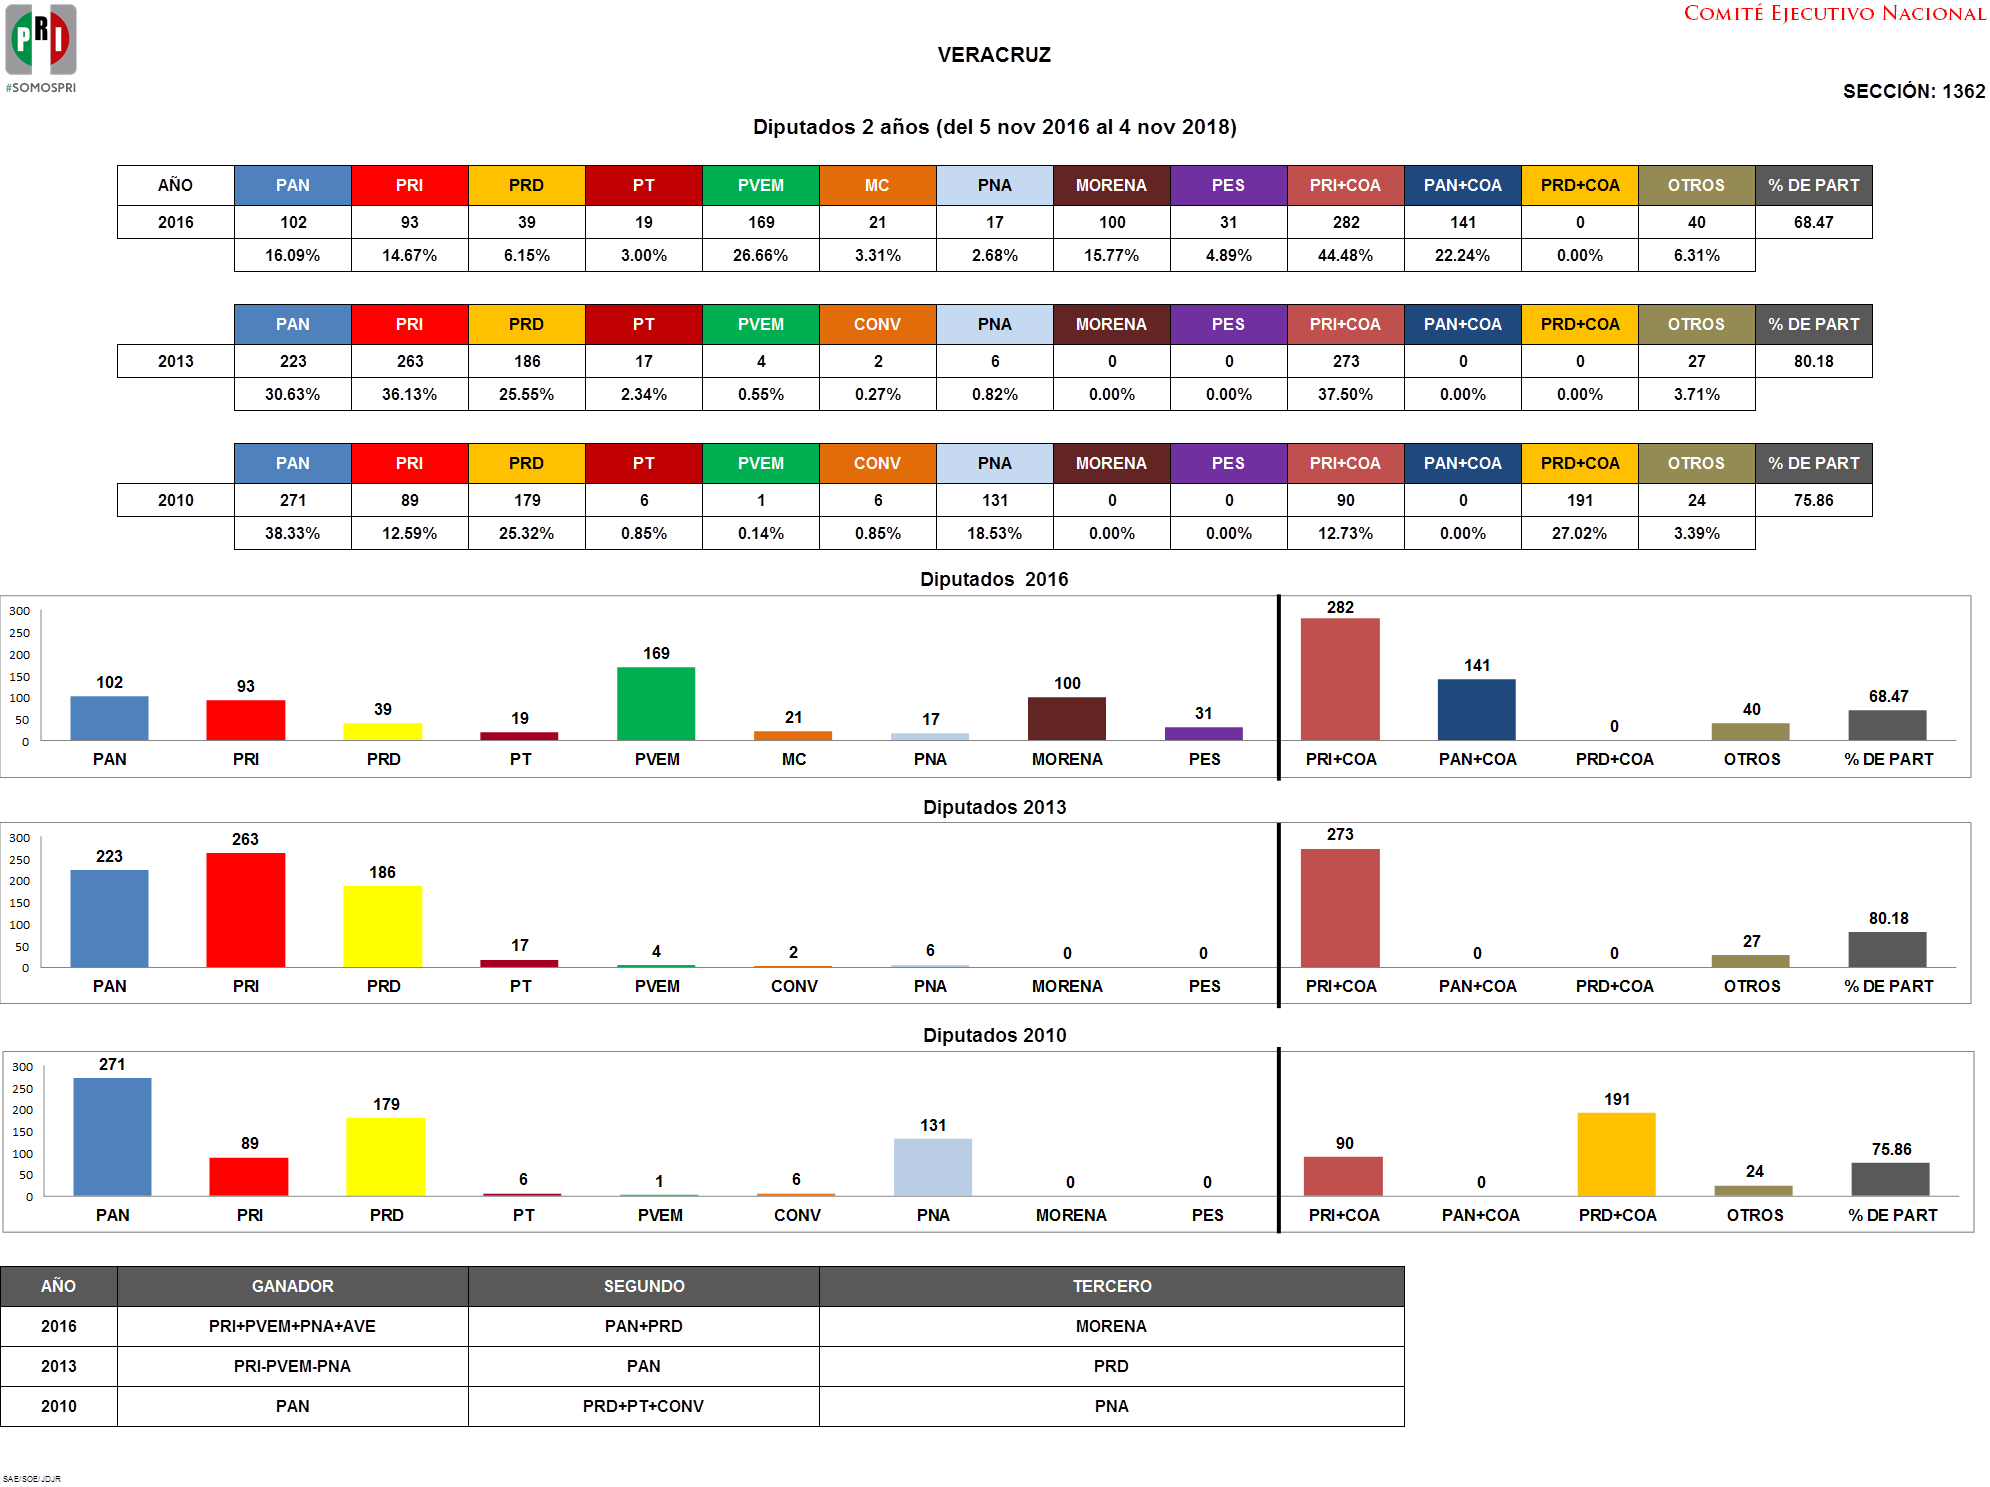 PRI
#SOMOSPRI
COMITÉ EJECUTIVO NACIONAL
VERACRUZ
SECCIÓN: 1362
Diputados 2 años (del 5 nov 2016 al 4 nov 2018)
AÑO PAN PRI PRD PT PVEM MC PNA MORENA PES PRI+COA PAN+COA PRD+COA OTROS % DE PART
2016 102 93 39 19 169 21 17 100 31 282 141 0 40 68.47
16.09% 14.67% 6.15% 3.00% 26.66% 3.31% 2.68% 15.77% 4.89% 44.48% 22.24% 0.00% 6.31%
PAN PRI PRD PT PVEM CONV PNA MORENA PES PRI+COA PAN+COA PRD+COA OTROS % DE PART
2013 223 263 186 17 4 2 6 0 0 273 0 0 27 80.18
30.63% 36.13% 25.55% 2.34% 0.55% 0.27% 0.82% 0.00% 0.00% 37.50% 0.00% 0.00% 3.71%
PAN PRI PRD PT PVEM CONV PNA MORENA PES PRI+COA PAN+COA PRD+COA OTROS % DE PART
2010 271 89 179 6 1 6 131 0 0 90 0 191 24 75.86
38.33% 12.59% 25.32% 0.85% 0.14% 0.85% 18.53% 0.00% 0.00% 12.73% 0.00% 27.02% 3.39%
Diputados 2016
300
250
200
150
100
50
0
102 93 39 19 169 21 17 100 31 282 141 0 40 68.47
PAN PRI PRD PT PVEM MC PNA MORENA PES PRI+COA PAN+COA PRD+COA OTROS % DE PART
Diputados 2013
300
250
200
150
100
50
0
223 263 186 17 4 2 6 0 0 273 0 0 27 80.18
PAN PRI PRD PT PVEM CONV PNA MORENA PES PRI+COA PAN+COA PRD+COA OTROS % DE PART
Diputados 2010
300
250
200
150
100
50
0
271 89 179 6 1 6 131 0 0 90 0 191 24 75.86
PAN PRI PRD PT PVEM CONV PNA MORENA PES PRI+COA PAN+COA PRD+COA OTROS % DE PART
AÑO GANADOR SEGUNDO TERCERO
2016 PRI+PVEM+PNA+AVE PAN+PRD MORENA
2013 PRI-PVEM-PNA PAN PRD
2010 PAN PRD+PT+CONV PNA
SAE/SOE/JDJR